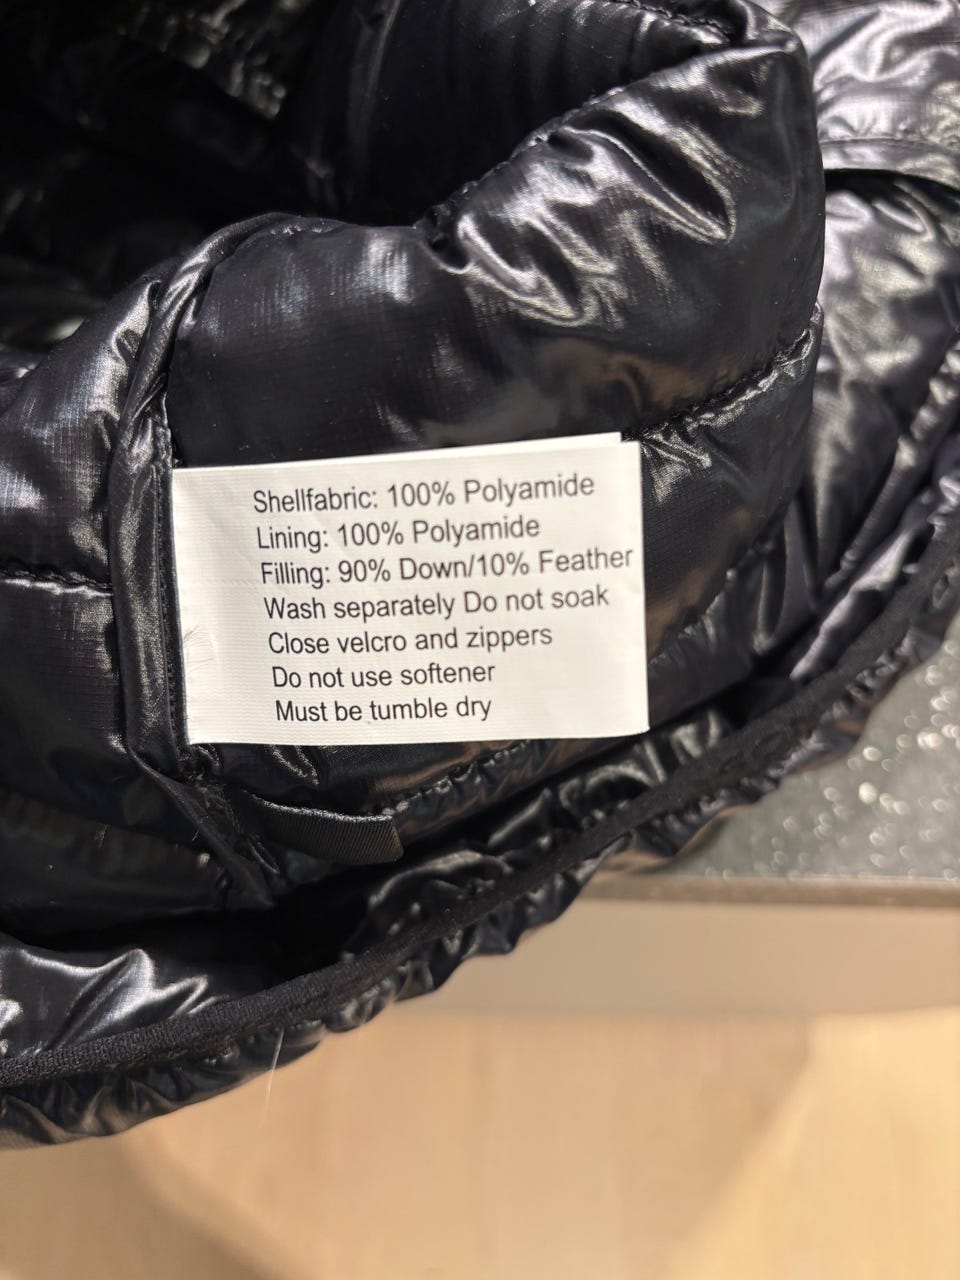 Shellfabric: 100% Polyamide
Lining: 100% Polyamide
Filling: 90% Down/10% Feather
Wash separately Do not soak
Close velcro and zippers
Do not use softener
Must be tumble dry